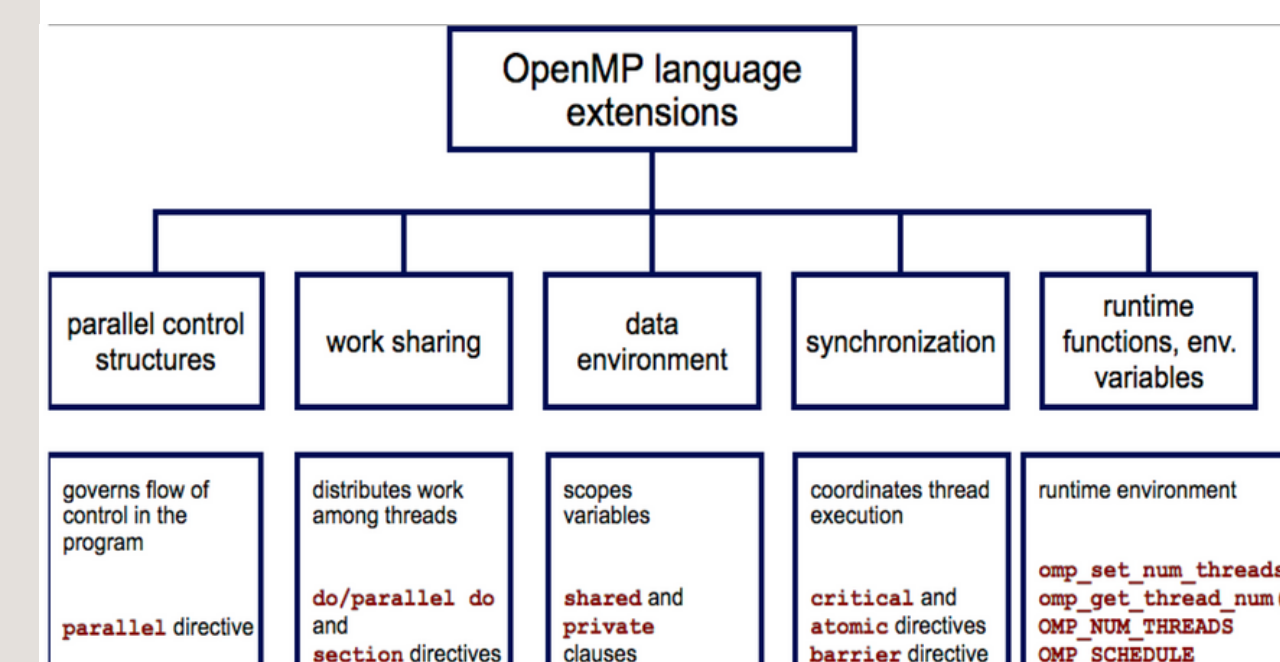 OpenMP language
extensions
parallel control
structures
work sharing
data
environment
synchronization
runtime
functions, env.
variables
governs flow of
control in the
program
parallel directive
distributes work
among threads
do/parallel do
and
section directives
scopes
variables
shared and
private
clauses
coordinates thread
execution
critical and
atomic directives
barrier directive
runtime environment
omp_set_num_threads
omp_get_thread_num(
OMP_NUM_THREADS
OMP_SCHEDULE